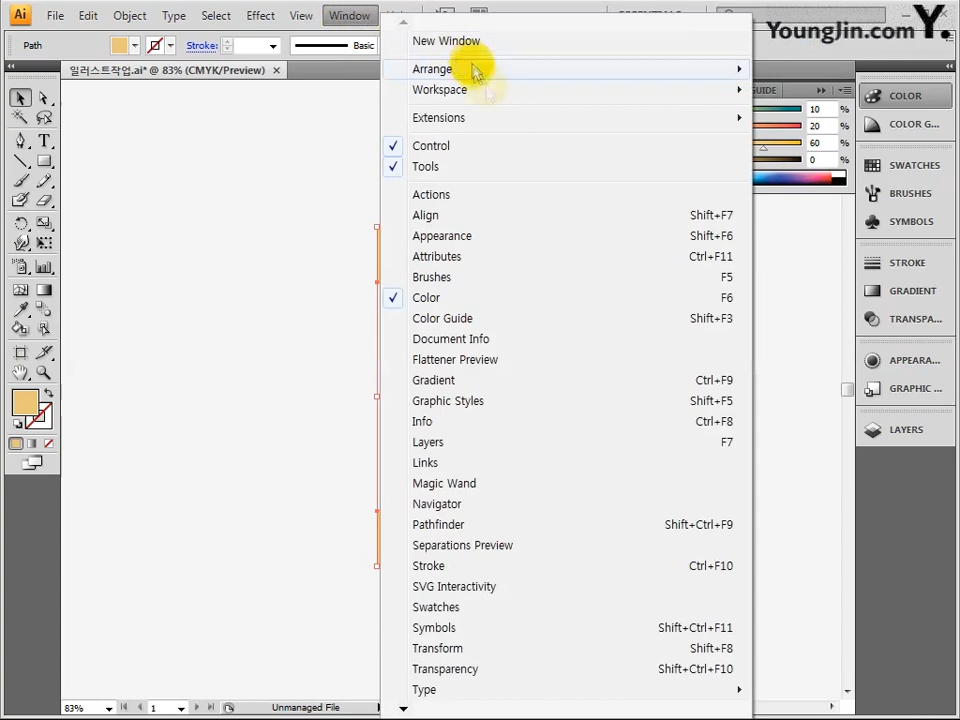 Ai File Edit Object Type Select Effect View Window
YoungJin.com Y.
Path Stroke: Basic
일러스트작업.ai* @ 83% (CMYK/Preview) ×
GUIDE
New Window
Arrange
Workspace
Extensions
Control
Tools
Actions
Align Shift+F7
Appearance Shift+F6
Attributes Ctrl+F11
Brushes F5
Color F6
Color Guide Shift+F3
Document Info
Flattener Preview
Gradient Ctrl+F9
Graphic Styles Shift+F5
Info Ctrl+F8
Layers F7
Links
Magic Wand
Navigator
Pathfinder Shift+Ctrl+F9
Separations Preview
Stroke Ctrl+F10
SVG Interactivity
Swatches
Symbols Shift+Ctrl+F11
Transform Shift+F8
Transparency Shift+Ctrl+F10
Type
10 %
20 %
60 %
0 %
COLOR
COLOR G...
SWATCHES
BRUSHES
SYMBOLS
STROKE
GRADIENT
TRANSPA...
APPEARA...
GRAPHIC ...
LAYERS
83% 1 Unmanaged File